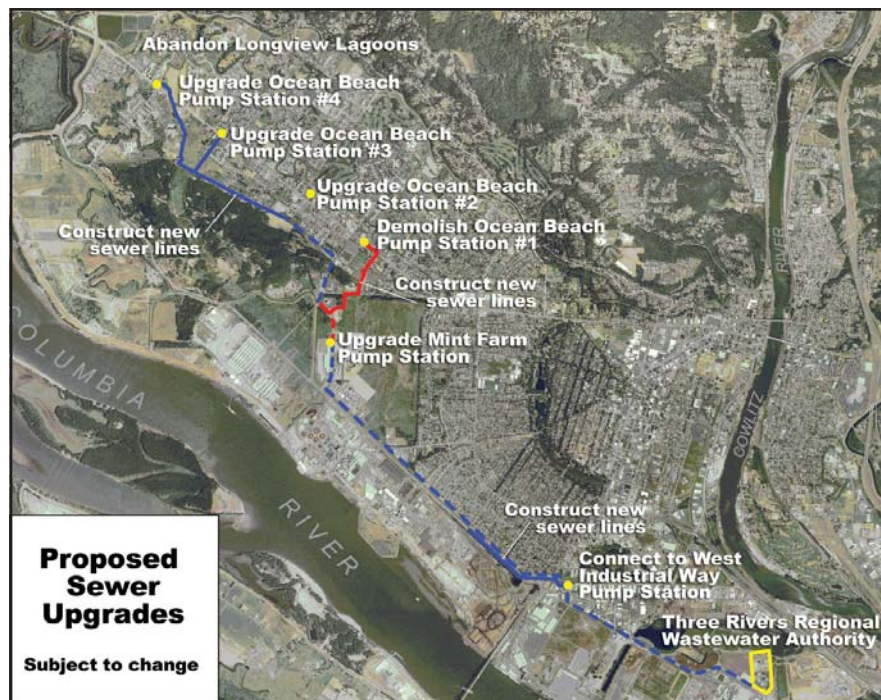 Abandon Longview Lagoons
Upgrade Ocean Beach
Pump Station #4
Upgrade Ocean Beach
Pump Station #3
Upgrade Ocean Beach
Pump Station #2
Demolish Ocean Beach
Pump Station #1
Construct new
sewer lines
Construct new
sewer lines
Upgrade Mint Farm
Pump Station
COLUMBIA
RIVER
COWLITZ
RIVER
Construct new
sewer lines
Connect to West
Industrial Way
Pump Station
Three Rivers Regional
Wastewater Authority
Proposed
Sewer
Upgrades
Subject to change